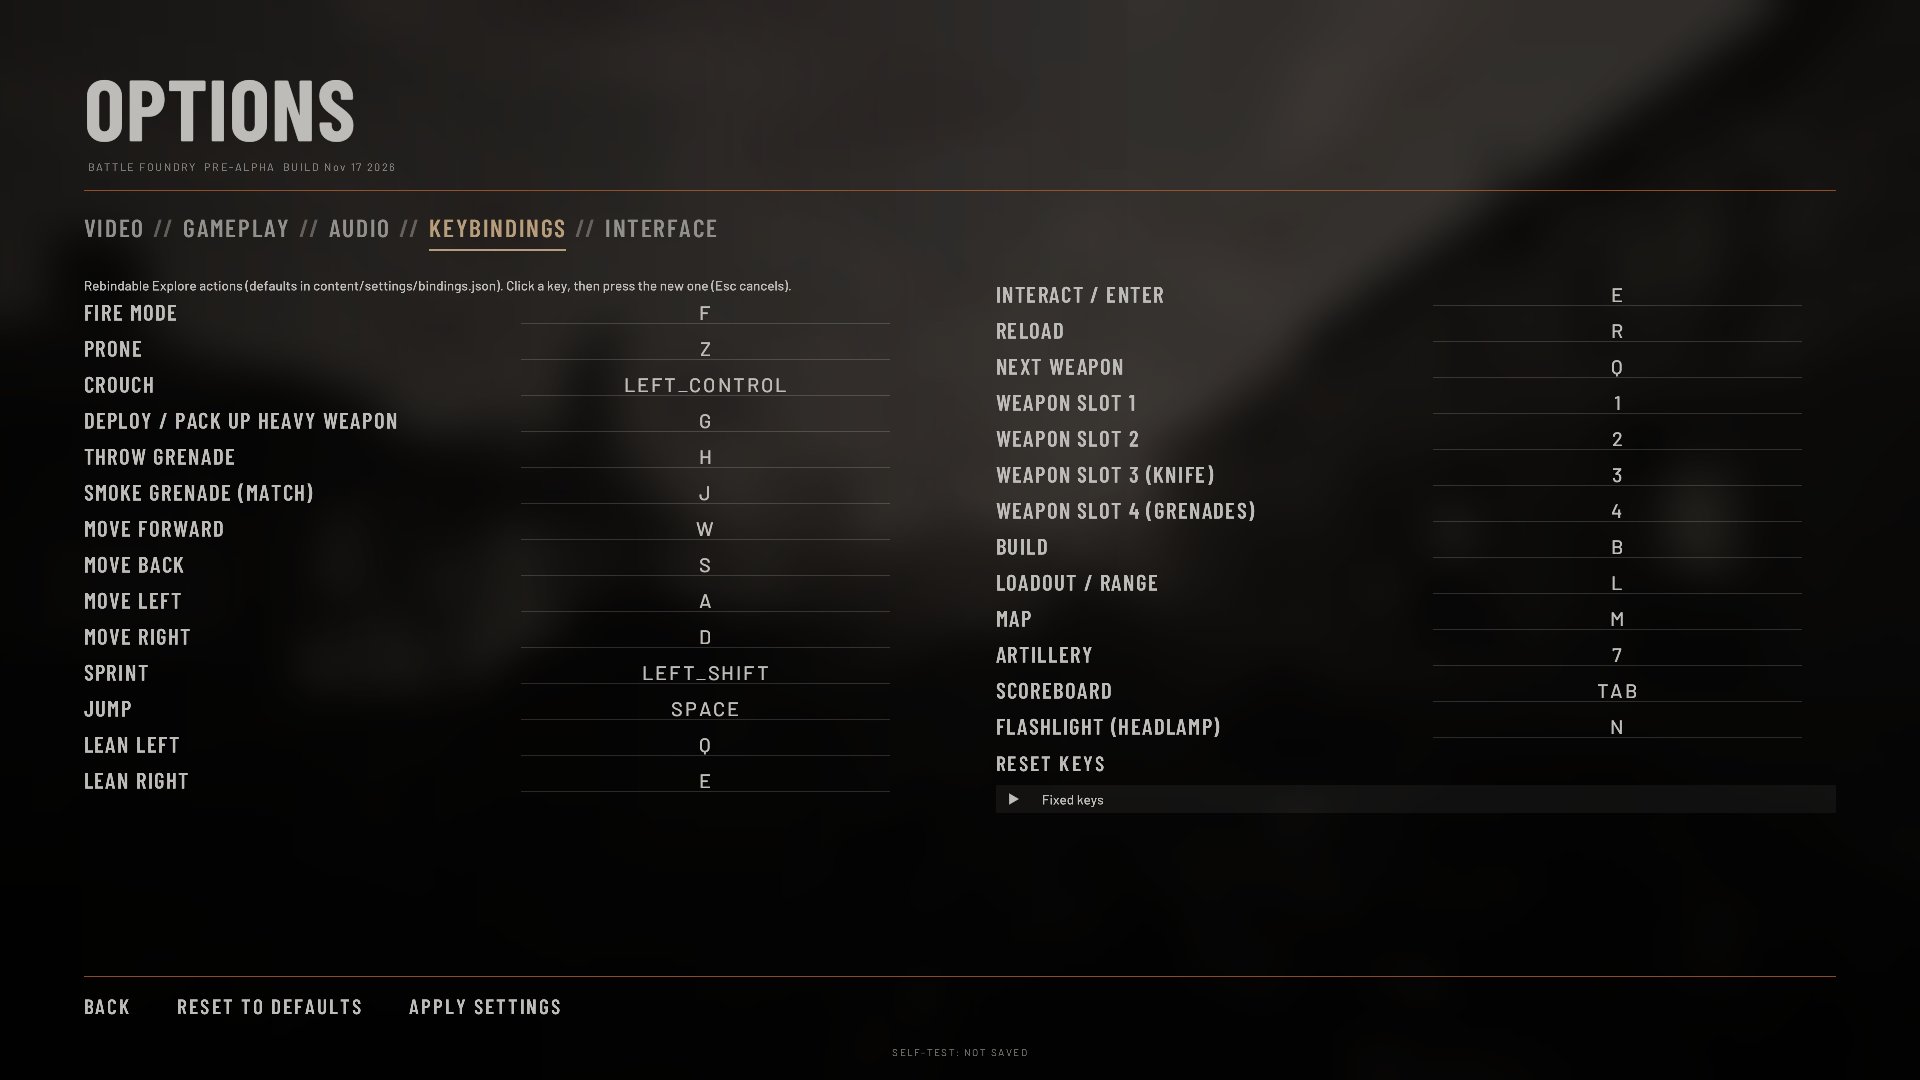 OPTIONS
BATTLE FOUNDRY PRE-ALPHA BUILD Nov 17 2026
VIDEO // GAMEPLAY // AUDIO // KEYBINDINGS // INTERFACE
Rebindable Explore actions (defaults in content/settings/bindings.json). Click a key, then press the new one (Esc cancels).
FIRE MODE F
PRONE Z
CROUCH LEFT_CONTROL
DEPLOY / PACK UP HEAVY WEAPON G
THROW GRENADE H
SMOKE GRENADE (MATCH) J
MOVE FORWARD W
MOVE BACK S
MOVE LEFT A
MOVE RIGHT D
SPRINT LEFT_SHIFT
JUMP SPACE
LEAN LEFT Q
LEAN RIGHT E
INTERACT / ENTER E
RELOAD R
NEXT WEAPON Q
WEAPON SLOT 1 1
WEAPON SLOT 2 2
WEAPON SLOT 3 (KNIFE) 3
WEAPON SLOT 4 (GRENADES) 4
BUILD B
LOADOUT / RANGE L
MAP M
ARTILLERY 7
SCOREBOARD TAB
FLASHLIGHT (HEADLAMP) N
RESET KEYS
Fixed keys
BACK RESET TO DEFAULTS APPLY SETTINGS
SELF-TEST: NOT SAVED